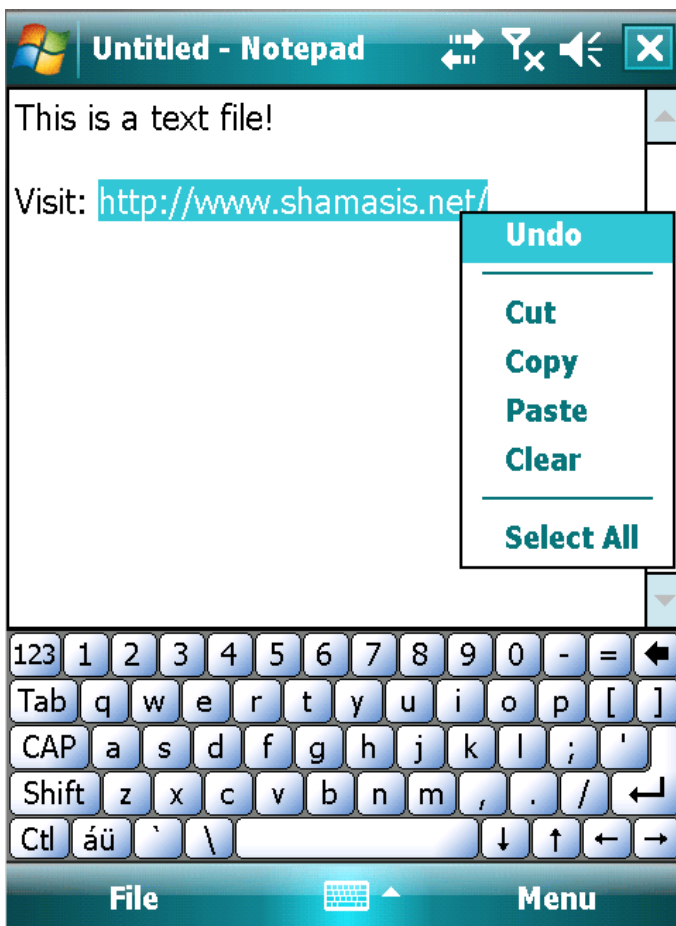 Untitled - Notepad
This is a text file!
Visit: http://www.shamasis.net/
Undo
Cut
Copy
Paste
Clear
Select All
123 1 2 3 4 5 6 7 8 9 0 - =
Tab q w e r t y u i o p [ ]
CAP a s d f g h j k l ; '
Shift z x c v b n m , . /
Ctl áü ` \
File Menu